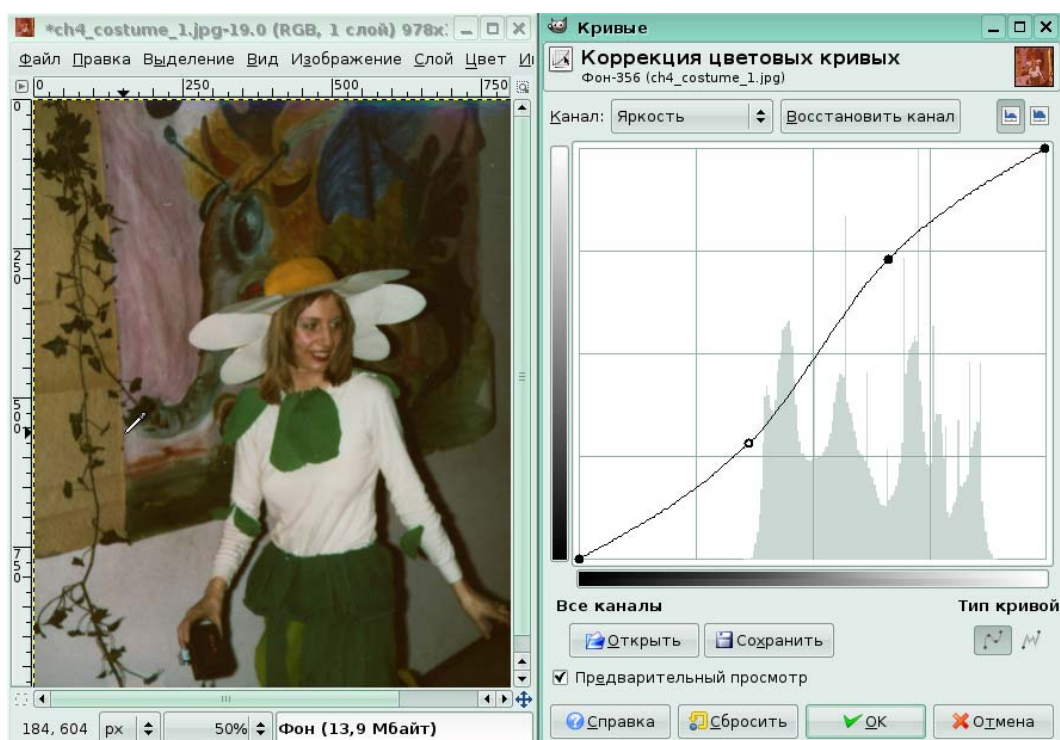 *ch4_costume_1.jpg-19.0 (RGB, 1 слой) 978x
Файл Правка Выделение Вид Изображение Слой Цвет
0 250 500 750
0
250
500
750
184, 604 px 50% Фон (13,9 Мбайт)
Кривые
Коррекция цветовых кривых
Фон-356 (ch4_costume_1.jpg)
Канал: Яркость Восстановить канал
Все каналы Тип кривой
Открыть Сохранить
Предварительный просмотр
Справка Сбросить OK Отмена